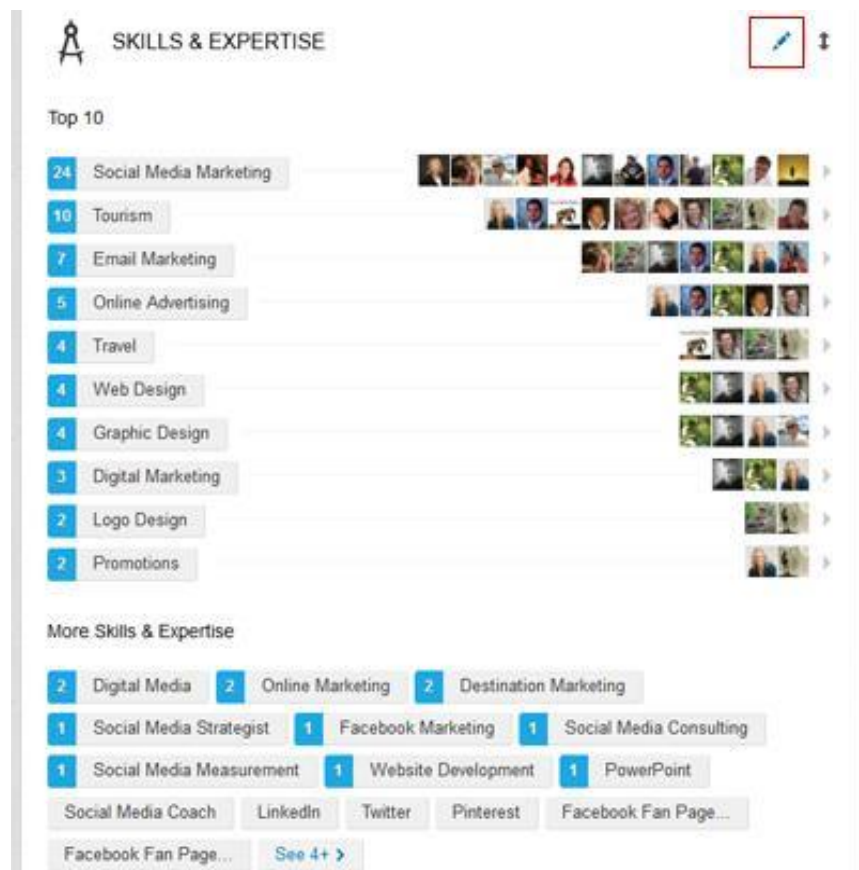 SKILLS & EXPERTISE
Top 10
24 Social Media Marketing
10 Tourism
7 Email Marketing
5 Online Advertising
4 Travel
4 Web Design
4 Graphic Design
3 Digital Marketing
2 Logo Design
2 Promotions
More Skills & Expertise
2 Digital Media 2 Online Marketing 2 Destination Marketing
1 Social Media Strategist 1 Facebook Marketing 1 Social Media Consulting
1 Social Media Measurement 1 Website Development 1 PowerPoint
Social Media Coach LinkedIn Twitter Pinterest Facebook Fan Page...
Facebook Fan Page... See 4+